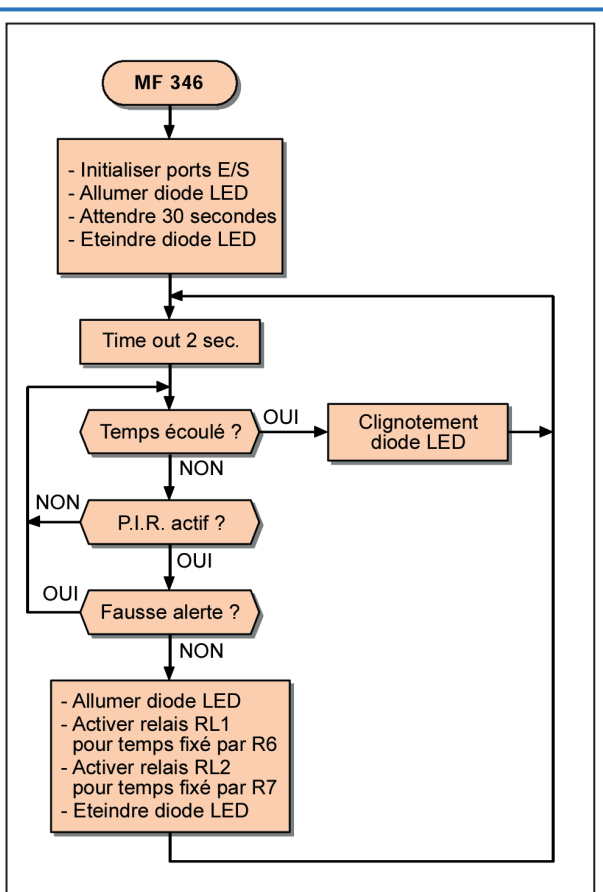 MF 346
- Initialiser ports E/S
- Allumer diode LED
- Attendre 30 secondes
- Eteindre diode LED
Time out 2 sec.
Temps écoulé ?
OUI
Clignotement
diode LED
NON
NON
P.I.R. actif ?
OUI
OUI
Fausse alerte ?
NON
- Allumer diode LED
- Activer relais RL1
pour temps fixé par R6
- Activer relais RL2
pour temps fixé par R7
- Eteindre diode LED